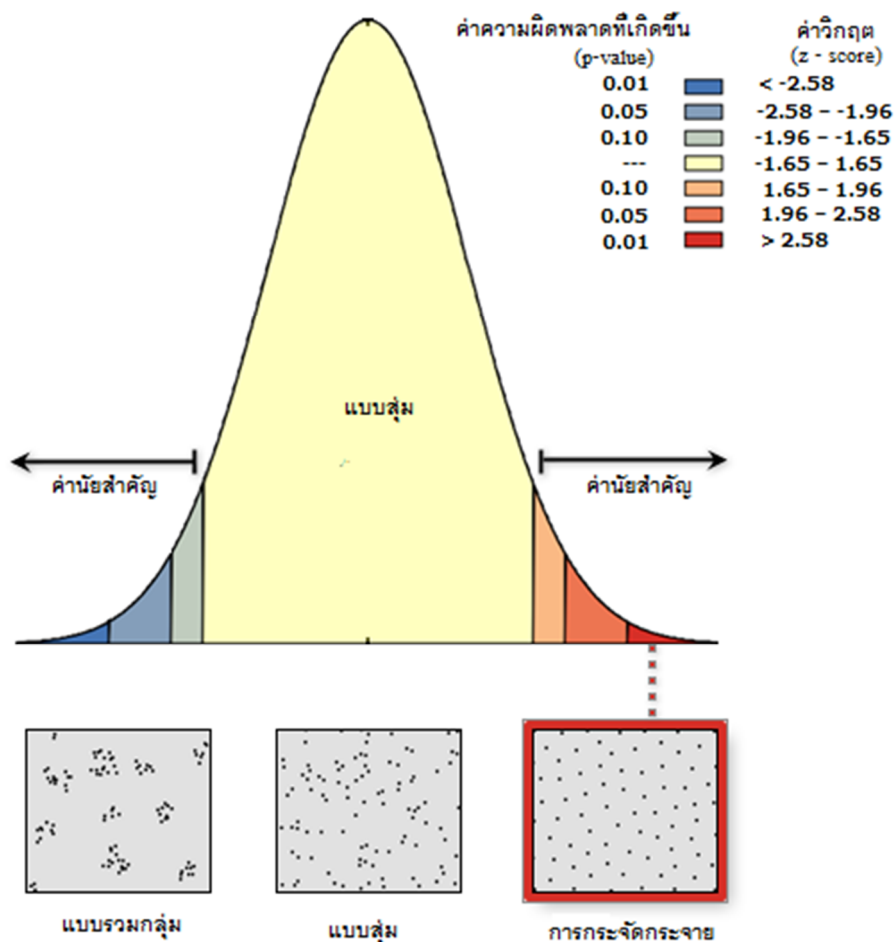 ค่าความผิดพลาดที่เกิดขึ้น ค่าวิกฤต
(p-value) (z - score)
0.01 < -2.58
0.05 -2.58 – -1.96
0.10 -1.96 – -1.65
--- -1.65 – 1.65
0.10 1.65 – 1.96
0.05 1.96 – 2.58
0.01 > 2.58
แบบสุ่ม
ค่านัยสำคัญ ค่านัยสำคัญ
แบบรวมกลุ่ม แบบสุ่ม การกระจัดกระจาย